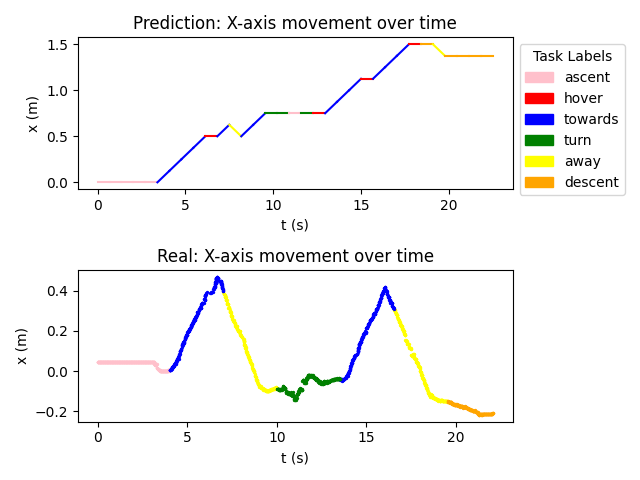 Prediction: X-axis movement over time
1.5
1.0
0.5
0.0
x (m)
0 5 10 15 20
t (s)
Task Labels
ascent
hover
towards
turn
away
descent
Real: X-axis movement over time
0.4
0.2
0.0
−0.2
x (m)
0 5 10 15 20
t (s)